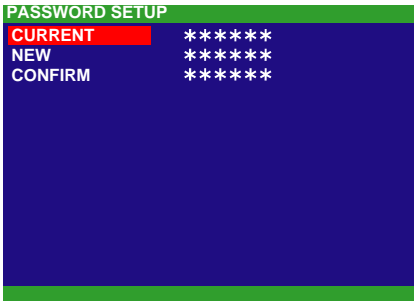 PASSWORD SETUP
CURRENT ******
NEW ******
CONFIRM ******